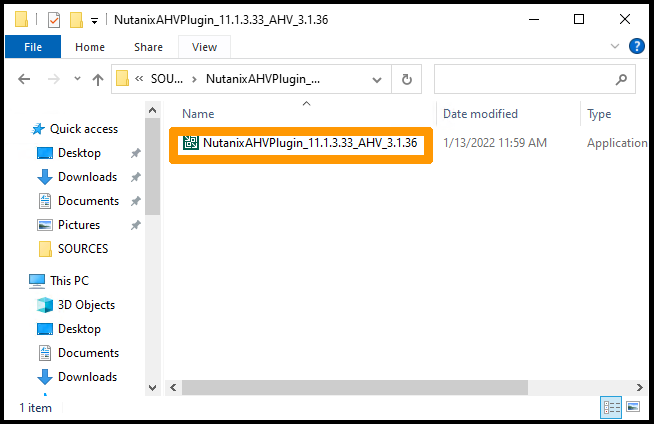 NutanixAHVPlugin_11.1.3.33_AHV_3.1.36
File Home Share View
SOU... NutanixAHVPlugin_...
Name Date modified Type
NutanixAHVPlugin_11.1.3.33_AHV_3.1.36 1/13/2022 11:59 AM Application
Quick access
Desktop
Downloads
Documents
Pictures
SOURCES
This PC
3D Objects
Desktop
Documents
Downloads
1 item